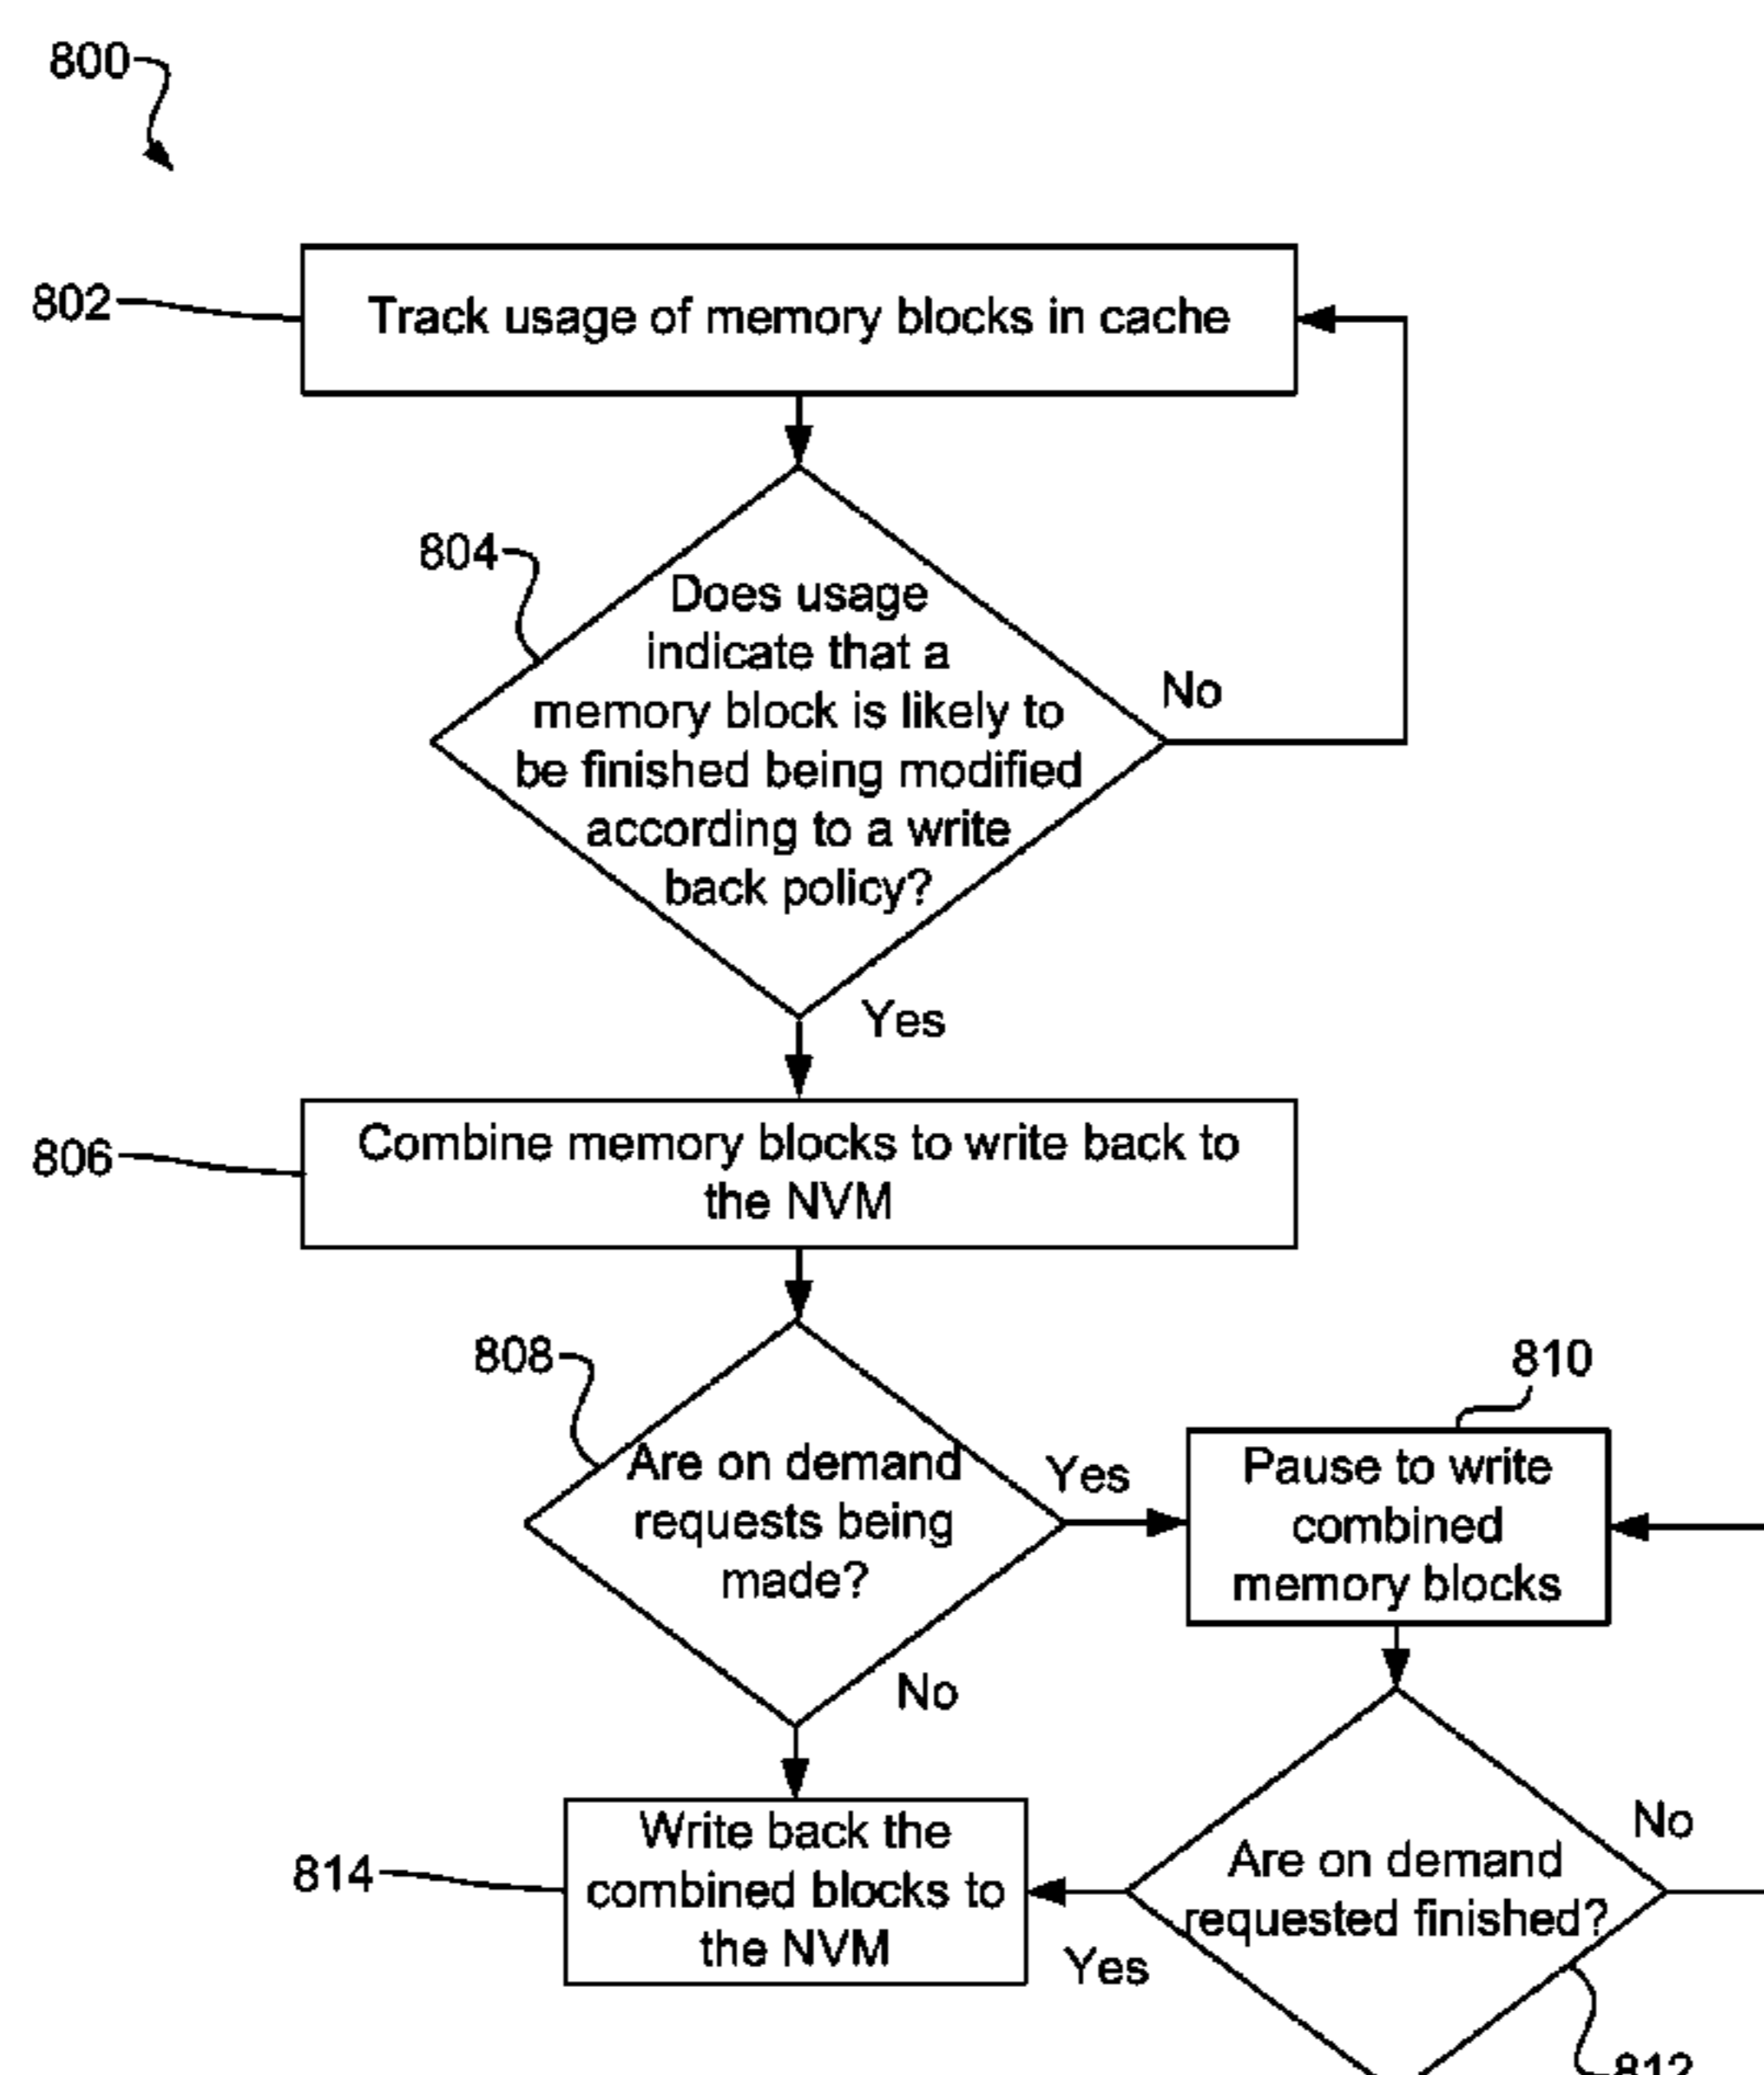 800
802
Track usage of memory blocks in cache
804
Does usage
indicate that a
memory block is likely to
be finished being modified
according to a write
back policy?
No
Yes
806
Combine memory blocks to write back to
the NVM
808
Are on demand
requests being
made?
Yes
810
Pause to write
combined
memory blocks
No
814
Write back the
combined blocks to
the NVM
Yes
Are on demand
requested finished?
No
812